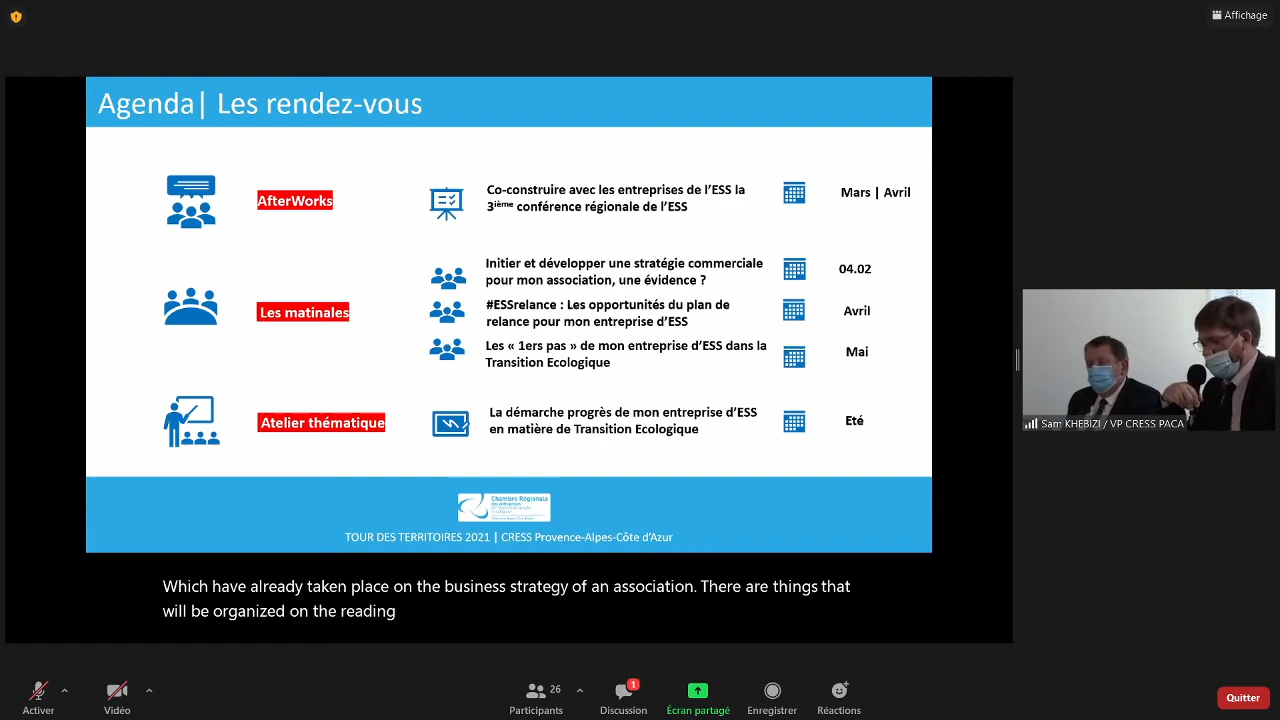 Affichage
Agenda| Les rendez-vous
AfterWorks
Co-construire avec les entreprises de l’ESS la
3ième conférence régionale de l’ESS
Mars | Avril
Les matinales
Initier et développer une stratégie commerciale
pour mon association, une évidence ?
04.02
#ESSrelance : Les opportunités du plan de
relance pour mon entreprise d’ESS
Avril
Les « 1ers pas » de mon entreprise d’ESS dans la
Transition Ecologique
Mai
Atelier thématique
La démarche progrès de mon entreprise d’ESS
en matière de Transition Ecologique
Eté
Chambre Régionale
TOUR DES TERRITOIRES 2021 | CRESS Provence-Alpes-Côte d’Azur
Sam KHEBIZI / VP CRESS PACA
Which have already taken place on the business strategy of an association. There are things that
will be organized on the reading
Activer
Vidéo
26
Participants
1
Discussion
Écran partagé
Enregistrer
Réactions
Quitter